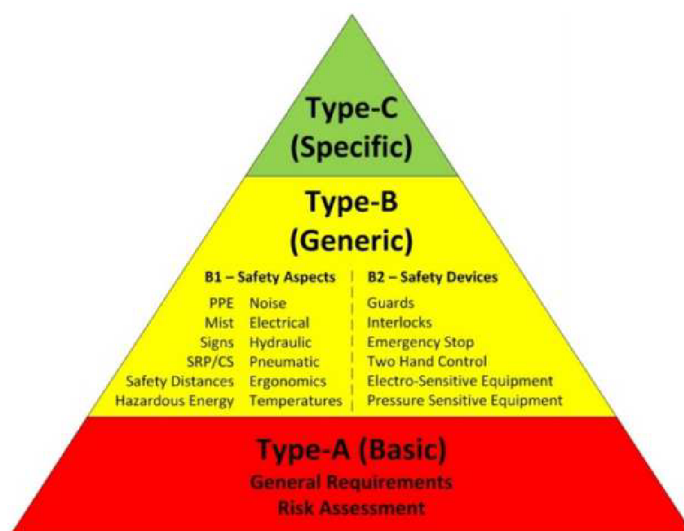 Type-C
(Specific)
Type-B
(Generic)
B1 – Safety Aspects
PPE Noise
Mist Electrical
Signs Hydraulic
SRP/CS Pneumatic
Safety Distances Ergonomics
Hazardous Energy Temperatures
B2 – Safety Devices
Guards
Interlocks
Emergency Stop
Two Hand Control
Electro-Sensitive Equipment
Pressure Sensitive Equipment
Type-A (Basic)
General Requirements
Risk Assessment